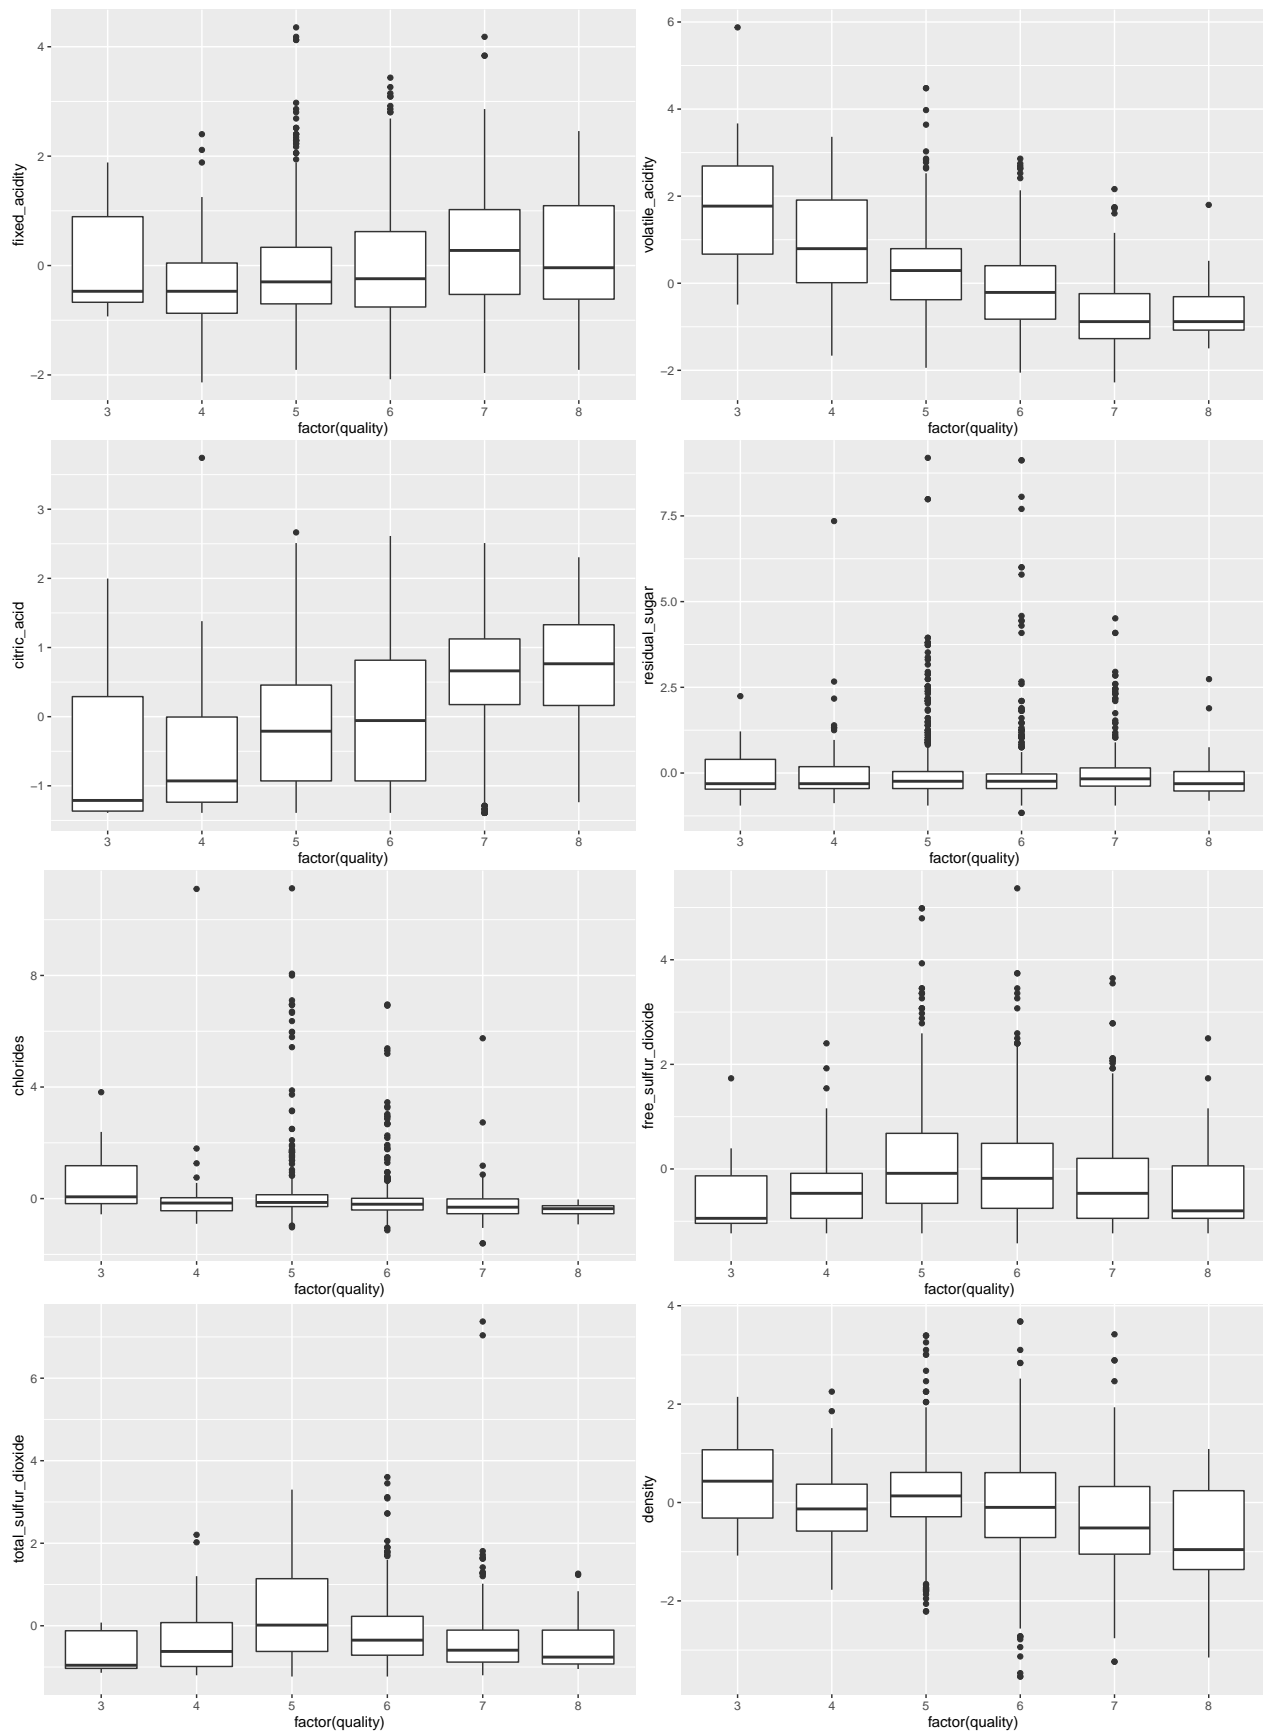 4
2
0
−2
fixed_acidity
3 4 5 6 7 8
factor(quality)
6
4
2
0
−2
volatile_acidity
3 4 5 6 7 8
factor(quality)
3
2
1
0
−1
citric_acid
3 4 5 6 7 8
factor(quality)
7.5
5.0
2.5
0.0
residual_sugar
3 4 5 6 7 8
factor(quality)
8
4
0
chlorides
3 4 5 6 7 8
factor(quality)
4
2
0
free_sulfur_dioxide
3 4 5 6 7 8
factor(quality)
6
4
2
0
total_sulfur_dioxide
3 4 5 6 7 8
factor(quality)
4
2
0
−2
density
3 4 5 6 7 8
factor(quality)